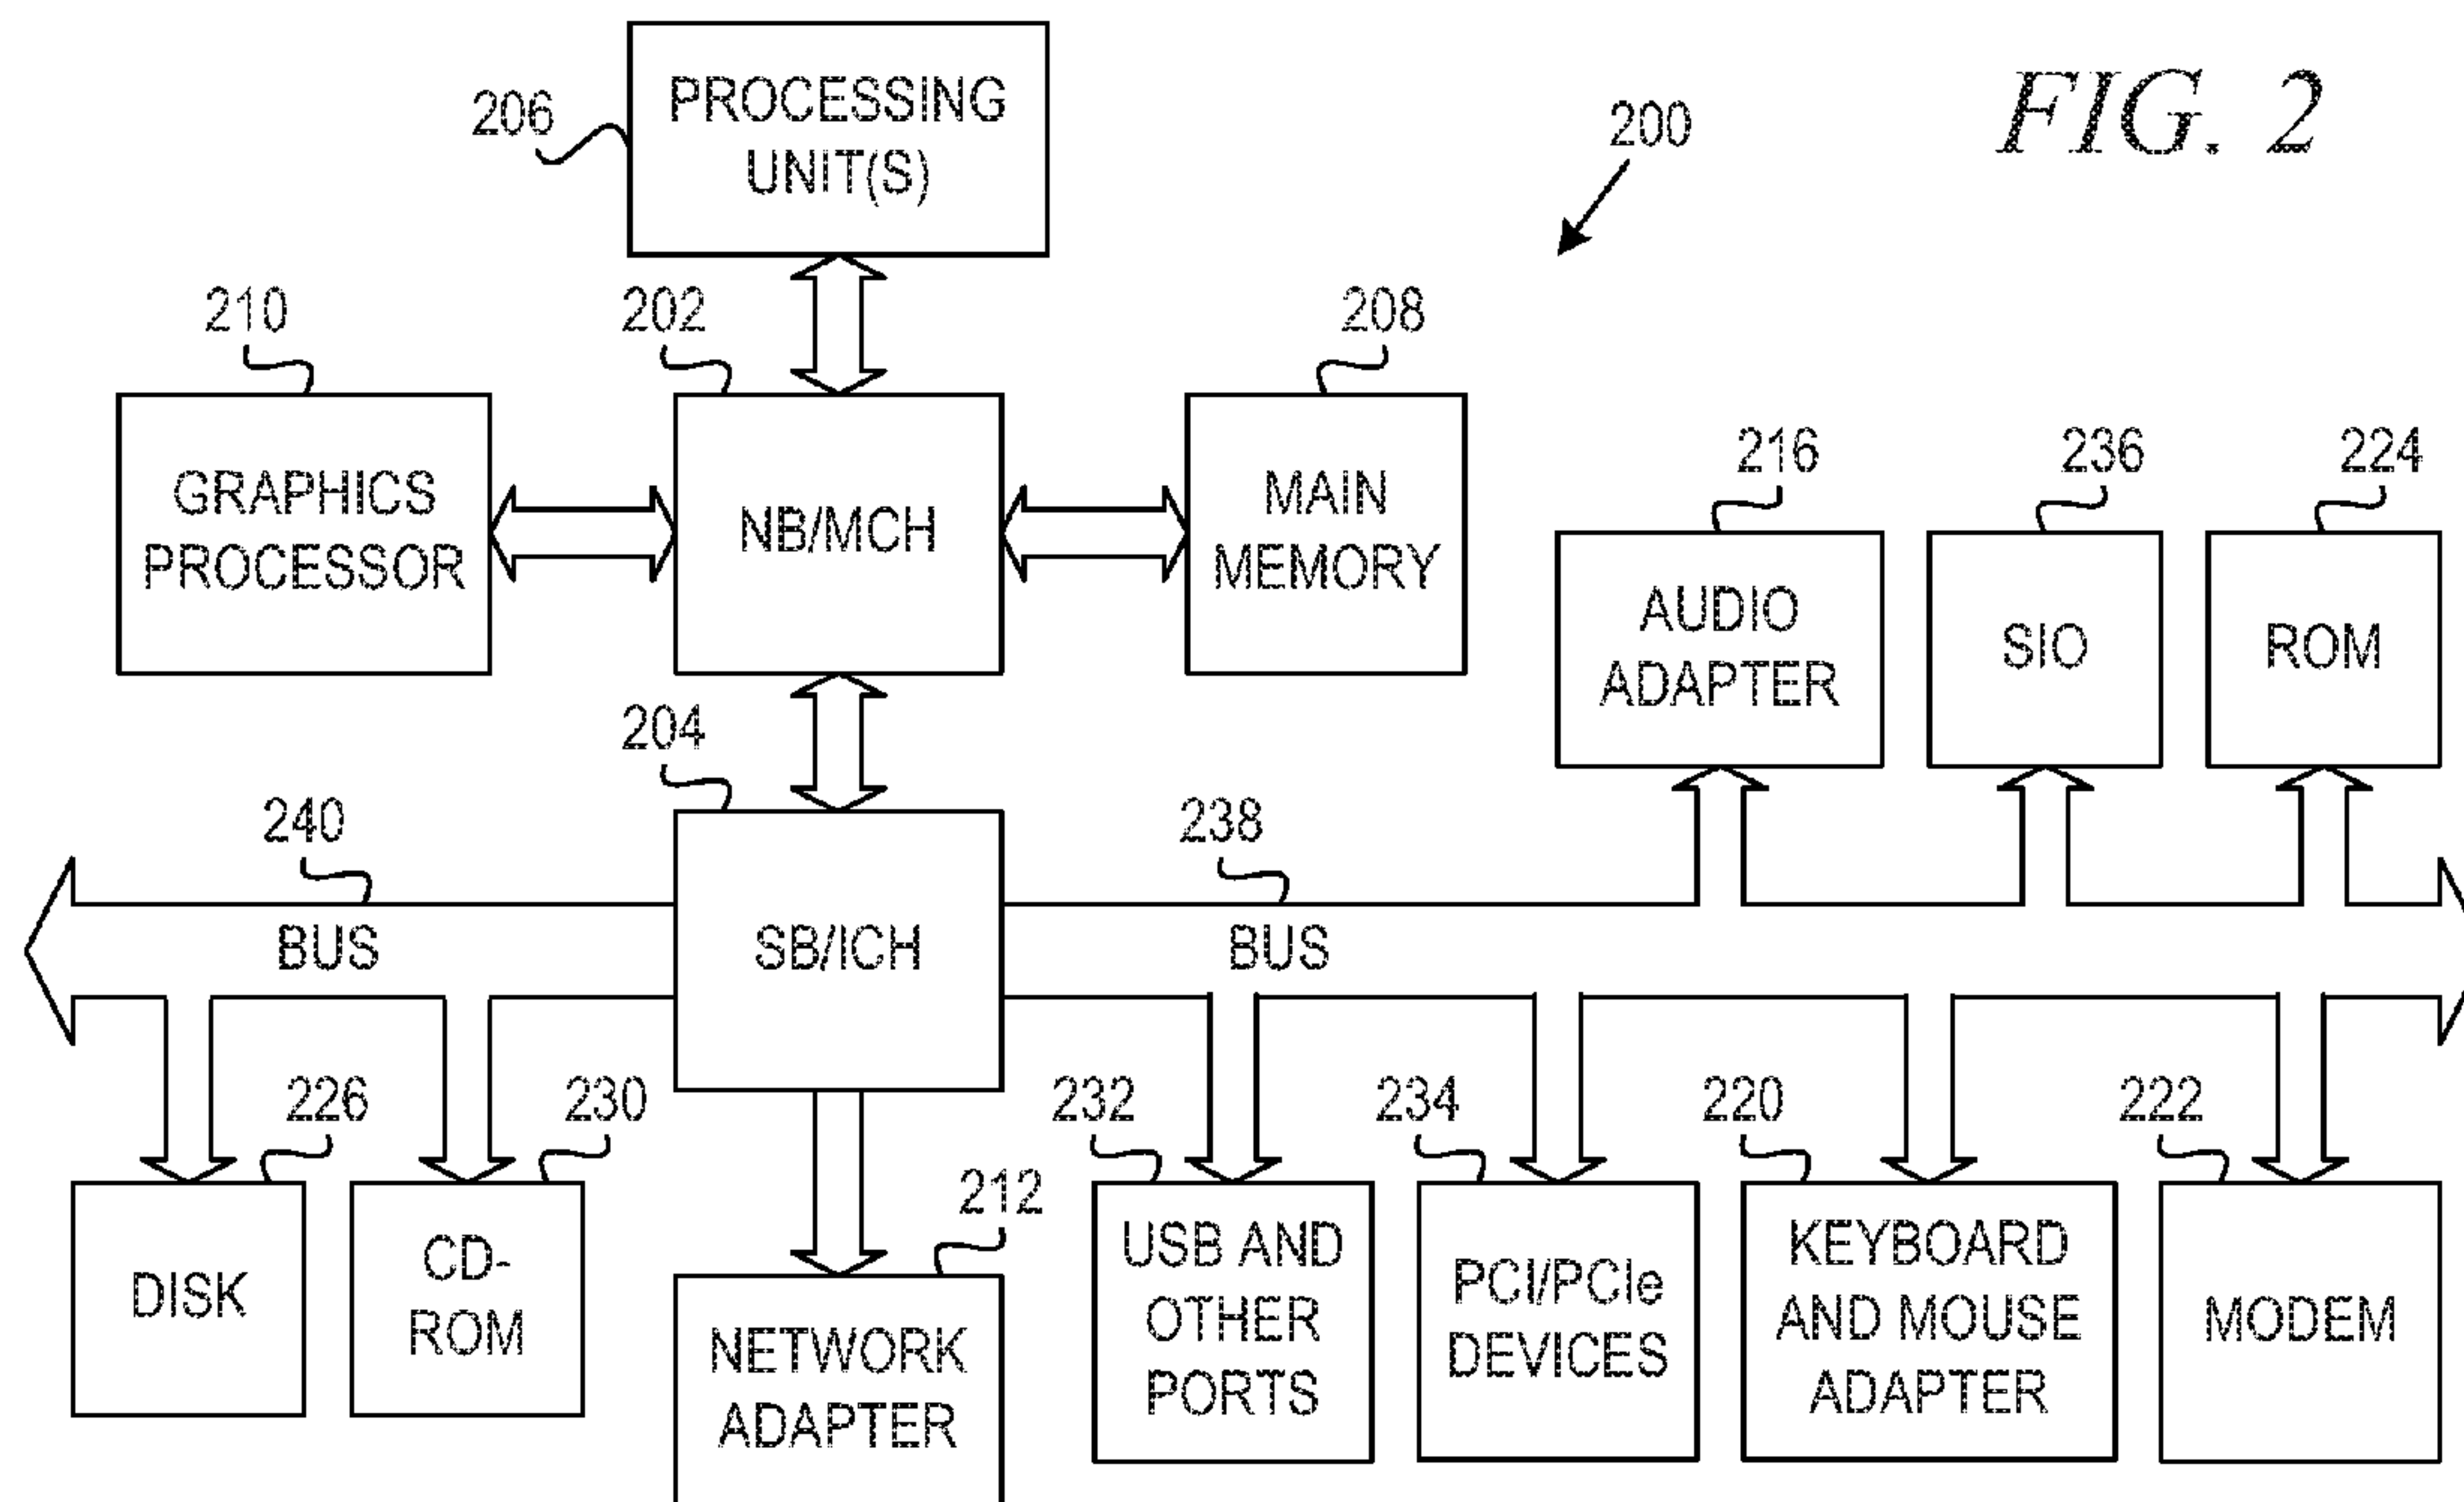 FIG. 2
200
206
PROCESSING
UNIT(S)
210
202
208
GRAPHICS
PROCESSOR
NB/MCH
MAIN
MEMORY
216
236
224
AUDIO
ADAPTER
SIO
ROM
204
240
238
BUS
SB/ICH
BUS
226
230
232
234
220
222
212
DISK
CD-
ROM
NETWORK
ADAPTER
USB AND
OTHER
PORTS
PCI/PCIe
DEVICES
KEYBOARD
AND MOUSE
ADAPTER
MODEM